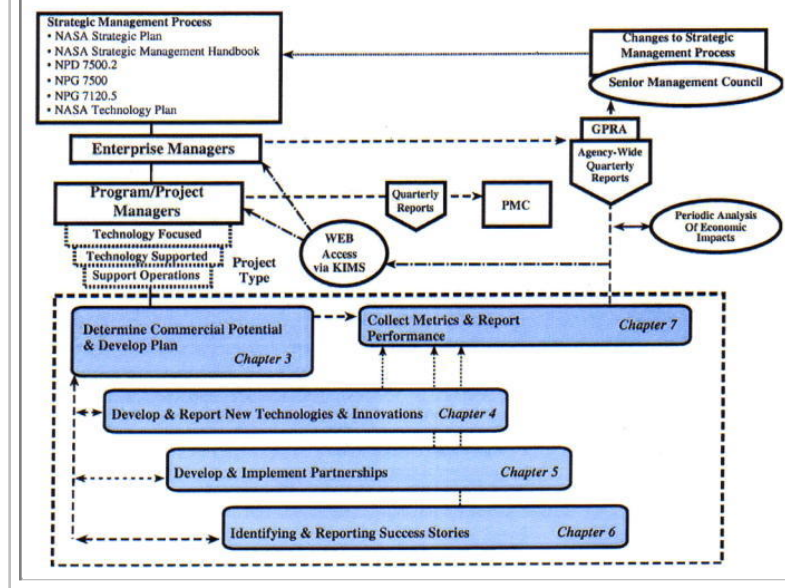 Strategic Management Process
• NASA Strategic Plan
• NASA Strategic Management Handbook
• NPD 7500.2
• NPG 7500
• NPG 7120.5
• NASA Technology Plan
Changes to Strategic
Management Process
Senior Management Council
GPRA
Agency-Wide
Quarterly
Reports
Enterprise Managers
Program/Project
Managers
Quarterly
Reports
PMC
Periodic Analysis
Of Economic
Impacts
Technology Focused
Technology Supported
Support Operations
Project
Type
WEB
Access
via KIMS
Determine Commercial Potential
& Develop Plan
Chapter 3
Collect Metrics & Report
Performance
Chapter 7
Develop & Report New Technologies & Innovations Chapter 4
Develop & Implement Partnerships Chapter 5
Identifying & Reporting Success Stories Chapter 6